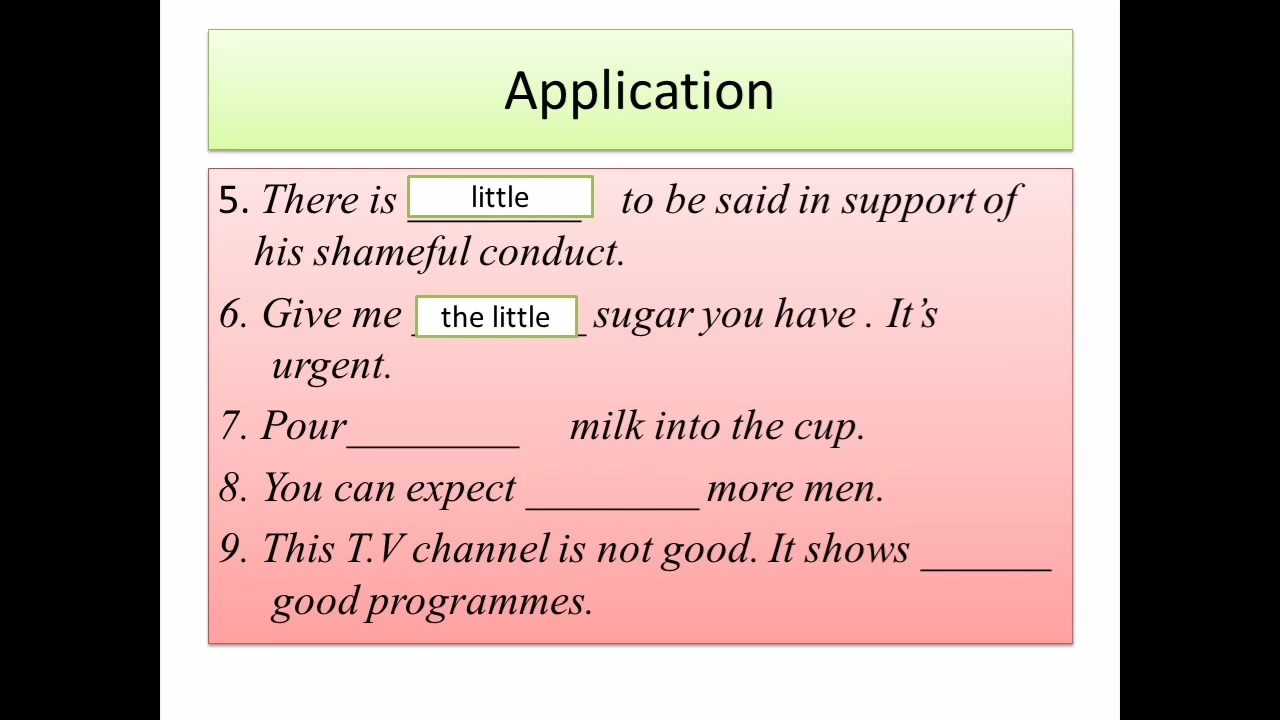 Application
5. There is little to be said in support of
his shameful conduct.
6. Give me the little sugar you have . It’s
urgent.
7. Pour_________ milk into the cup.
8. You can expect _________ more men.
9. This T.V channel is not good. It shows _______
good programmes.